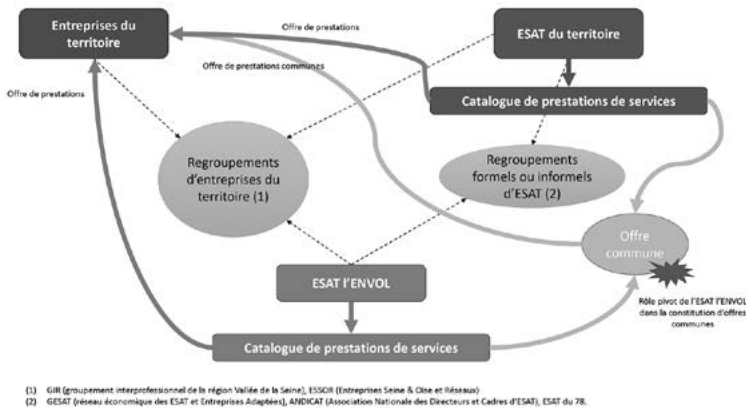 Entreprises du
territoire
Offre de prestations
ESAT du territoire
Offre de prestations communes
Offre de prestations
Catalogue de prestations de services
Regroupements
d'entreprises du
territoire (1)
Regroupements
formels ou informels
d'ESAT (2)
Offre
commune
ESAT l'ENVOL
Rôle pivot de l'ESAT l'ENVOL
dans la constitution d'offres
communes
Catalogue de prestations de services
(1) GIR (groupement interprofessionnel de la région Vallée de la Seine), ESSOR (Entreprises Seine & Oise et Réseaux)
(2) GESAT (réseau économique des ESAT et Entreprises Adaptées), ANDICAT (Association Nationale des Directeurs et Cadres d'ESAT), ESAT du 78.